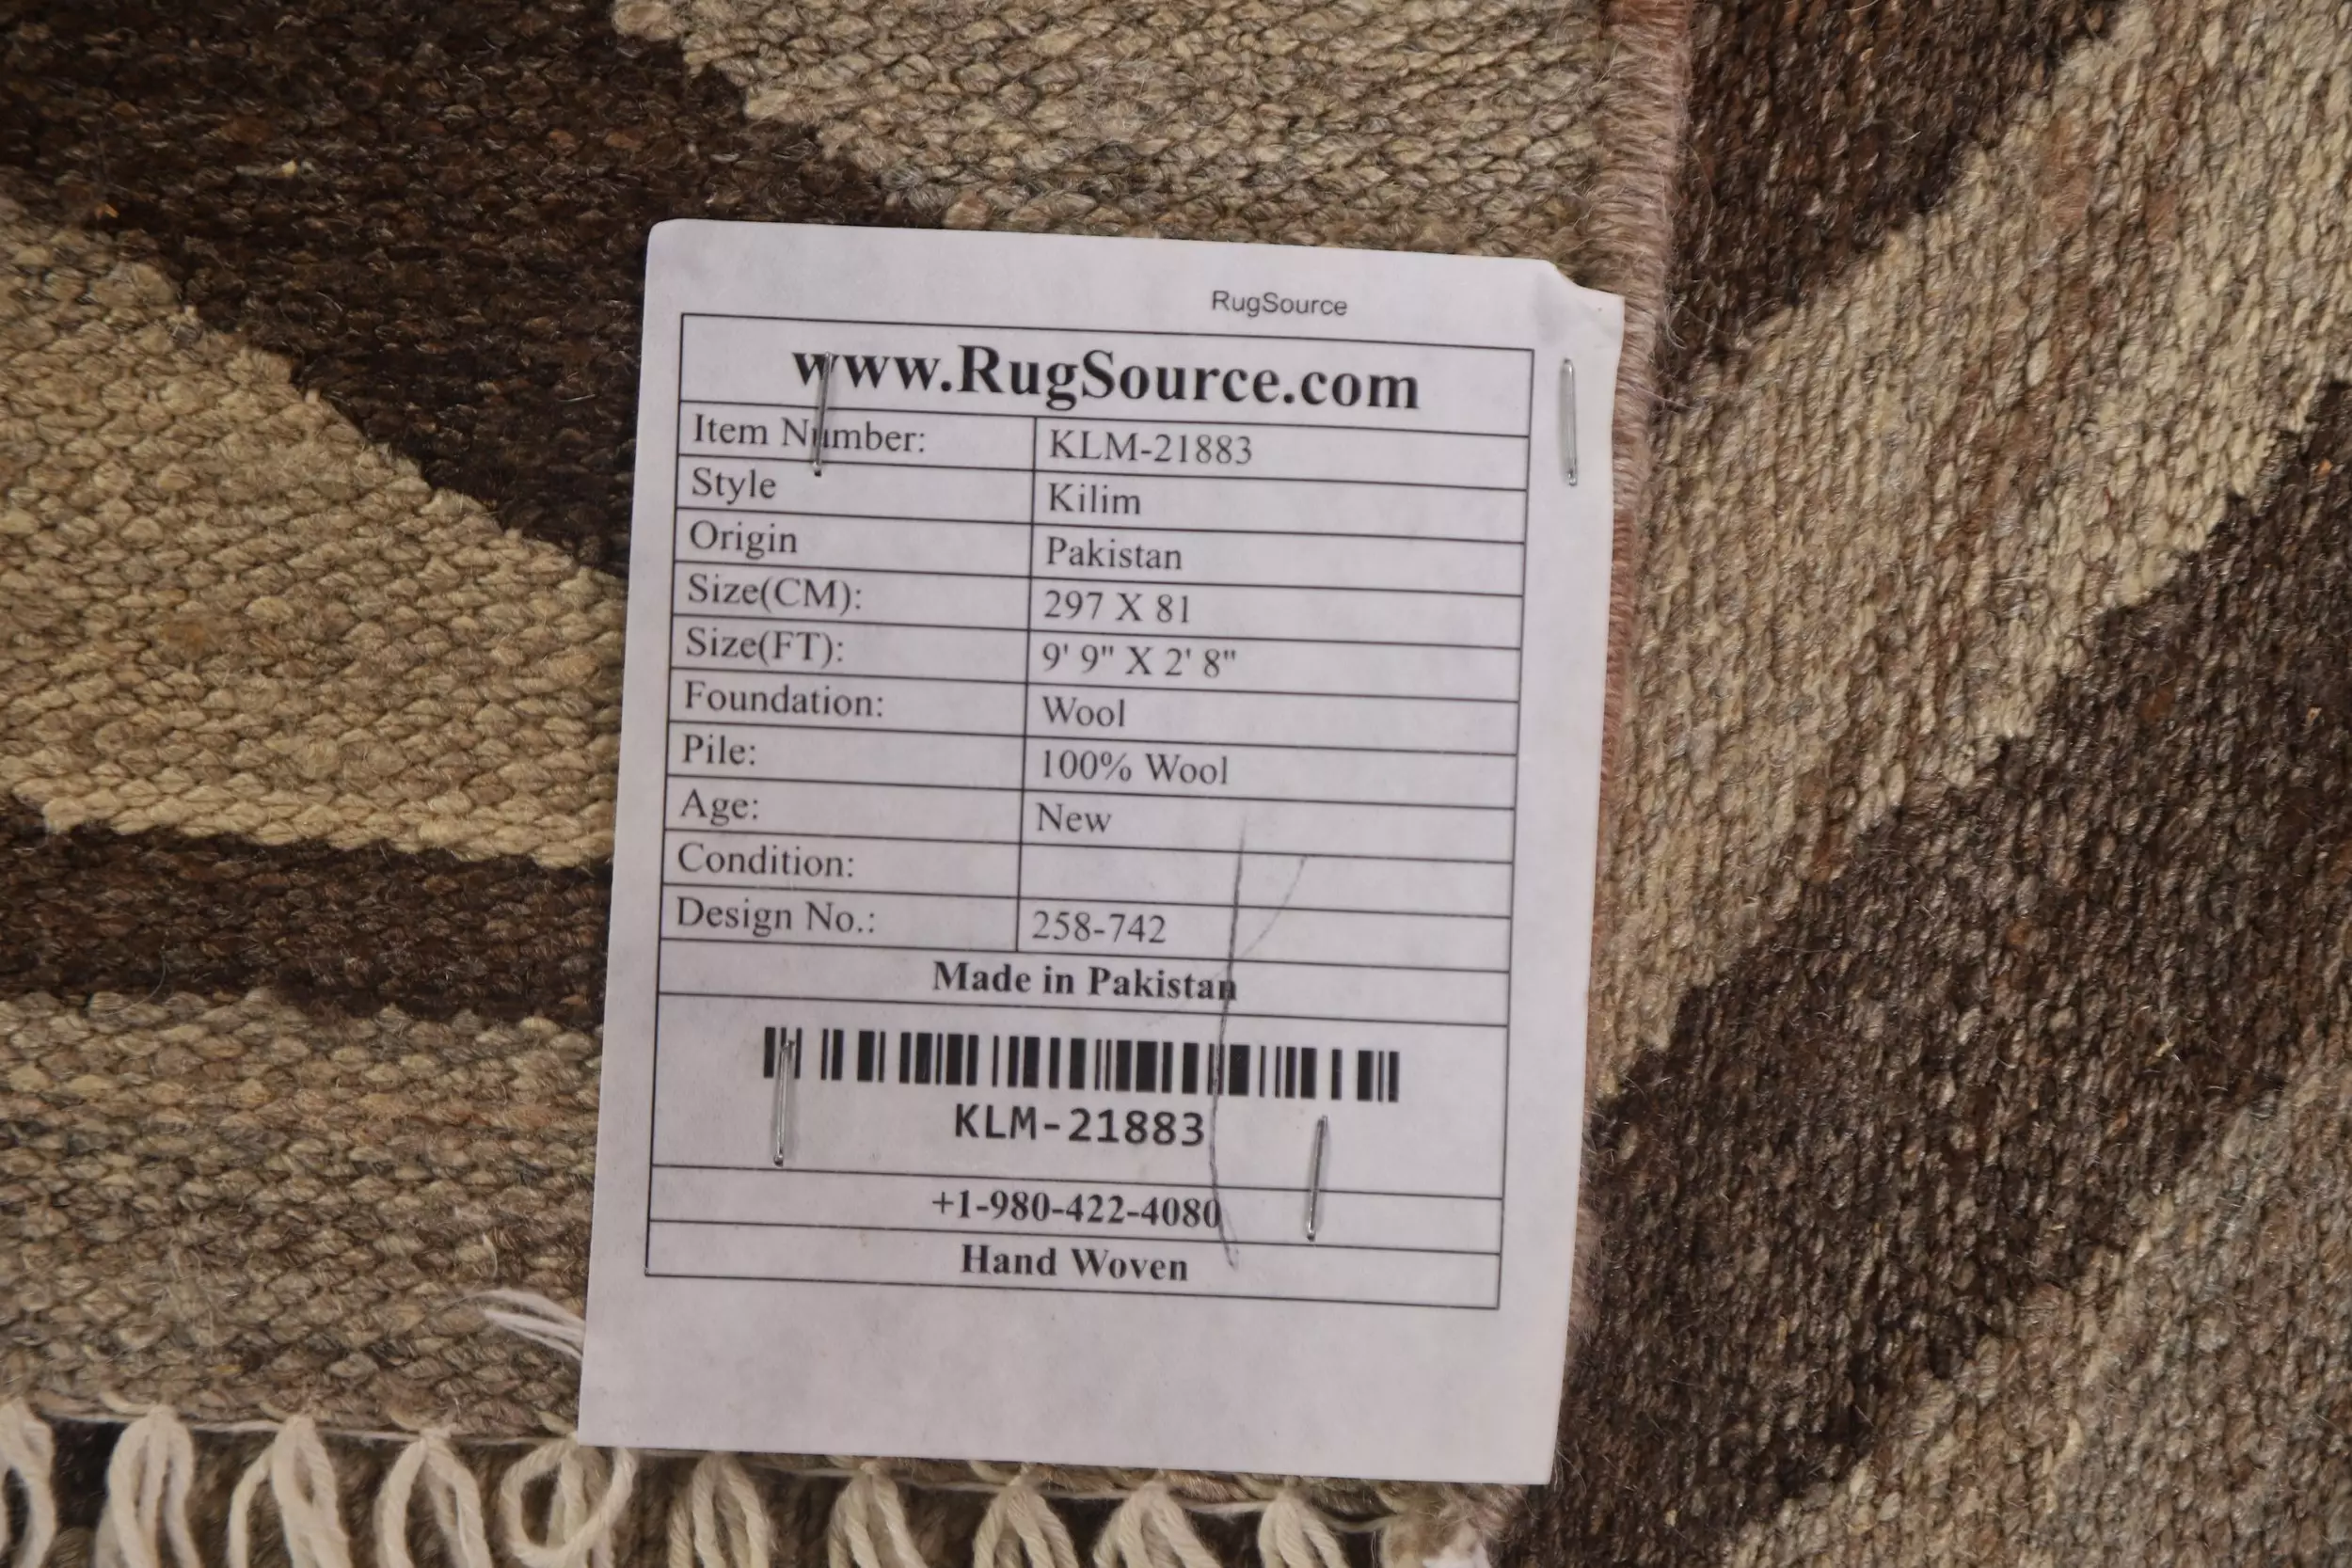 RugSource
www.RugSource.com
Item Number: KLM-21883
Style Kilim
Origin Pakistan
Size(CM): 297 X 81
Size(FT): 9' 9" X 2' 8"
Foundation: Wool
Pile: 100% Wool
Age: New
Condition:
Design No.: 258-742
Made in Pakistan
KLM-21883
+1-980-422-4080
Hand Woven